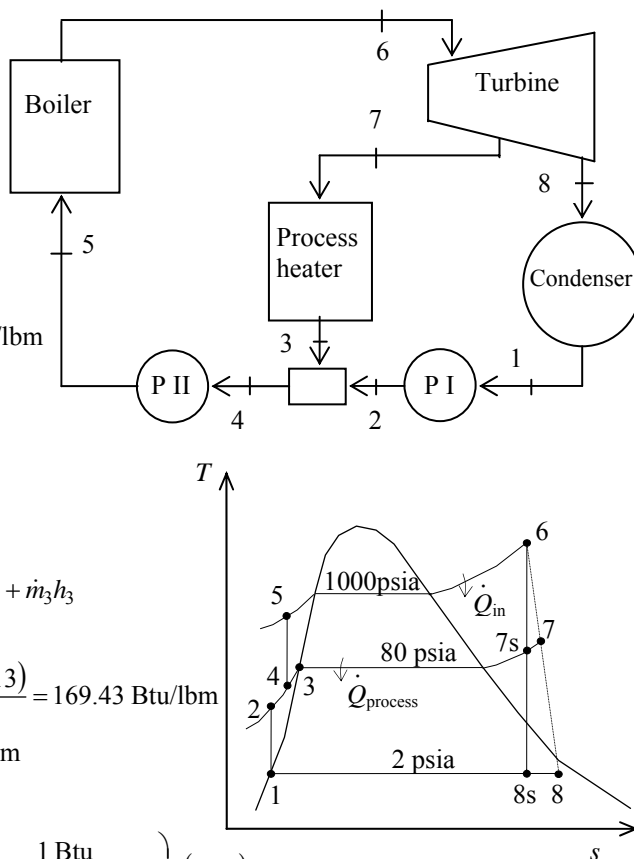 6
Boiler
Turbine
7
8
5
Process
heater
Condenser
/lbm
3
1
P II
P I
4
2
T
6
+ ṁ₃h₃
1000psia
Q̇in
5
7
7s
13)
= 169.43 Btu/lbm
80 psia
4
3
Q̇process
2
m
2 psia
1
8s
8
1 Btu
s